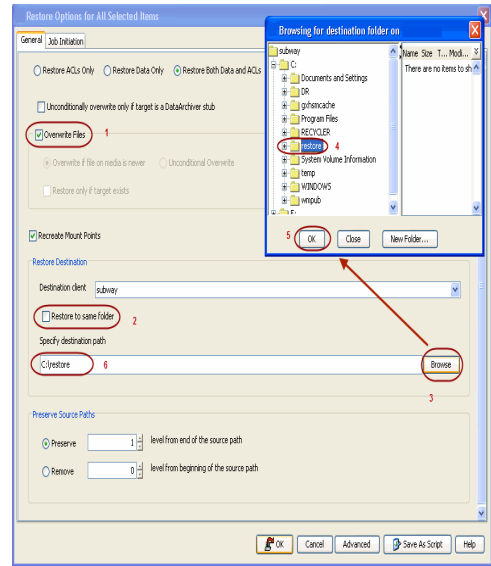 Restore Options for All Selected Items
General Job Initiation
Restore ACLs Only Restore Data Only Restore Both Data and ACLs
Unconditionally overwrite only if target is a DataArchiver stub
Overwrite Files 1
Overwrite if file on media is newer Unconditional Overwrite
Restore only if target exists
Recreate Mount Points
Restore Destination
Destination client subway
Restore to same folder 2
Specify destination path
C:\restore 6 Browse
3
Preserve Source Paths
Preserve 1 level from end of the source path
Remove 0 level from beginning of the source path
OK Cancel Advanced Save As Script Help
Browsing for destination folder on
subway
C:
Documents and Settings
DR
gxhsmcache
Program Files
RECYCLER
restore 4
System Volume Information
temp
WINDOWS
wmpub
E:
Name Size T... Modi...
There are no items to sh
5 OK Close New Folder...